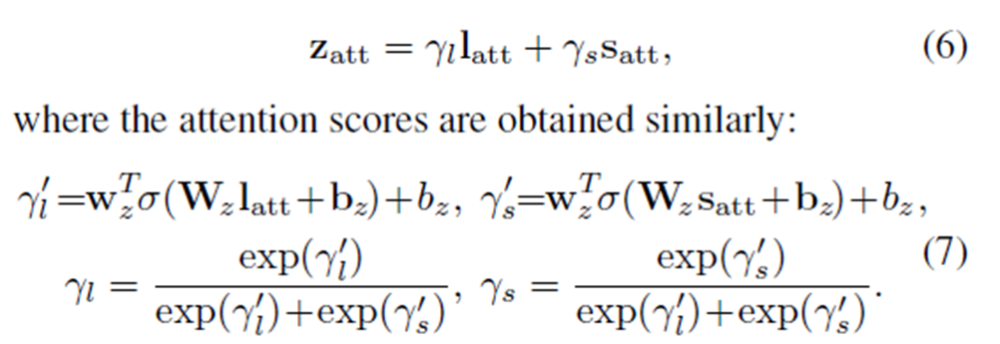 z_att = γ_l l_att + γ_s s_att, (6)
where the attention scores are obtained similarly:
γ′_l=w_z^T σ(W_z l_att+b_z)+b_z, γ′_s=w_z^T σ(W_z s_att+b_z)+b_z,
γ_l = exp(γ′_l) / (exp(γ′_l)+exp(γ′_s)), γ_s = exp(γ′_s) / (exp(γ′_l)+exp(γ′_s)). (7)